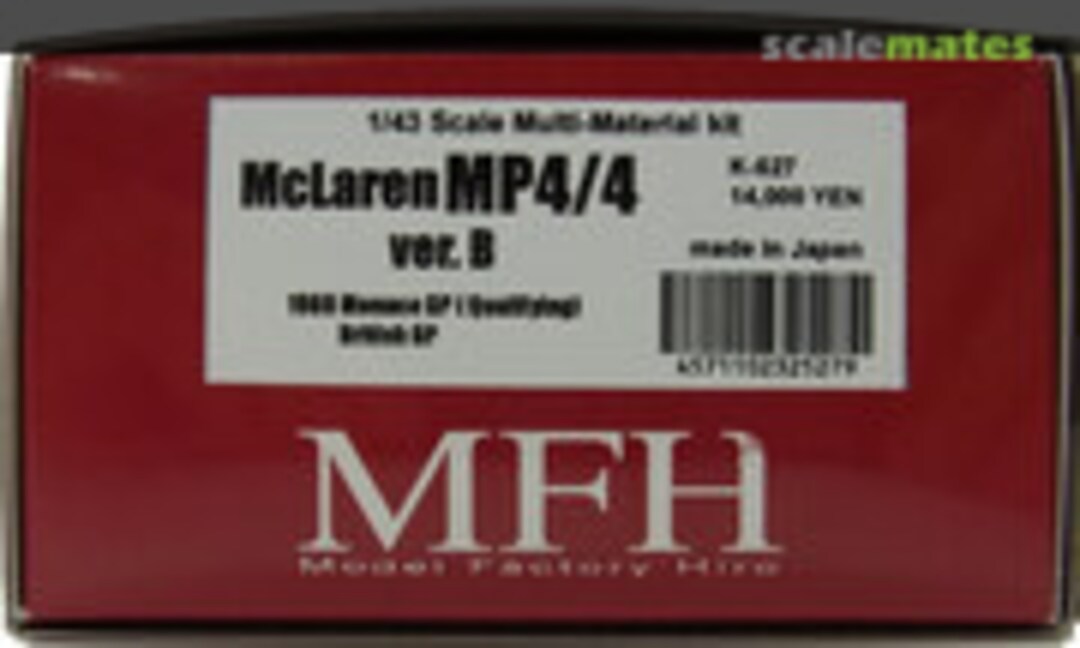 scalemates
1/43 Scale Multi-Material kit
McLaren MP4/4
K-627
14,000 YEN
ver. B
made in Japan
1988 Monaco GP (Qualifying)
British GP
4571102325279
MFH
Model Factory Hiro